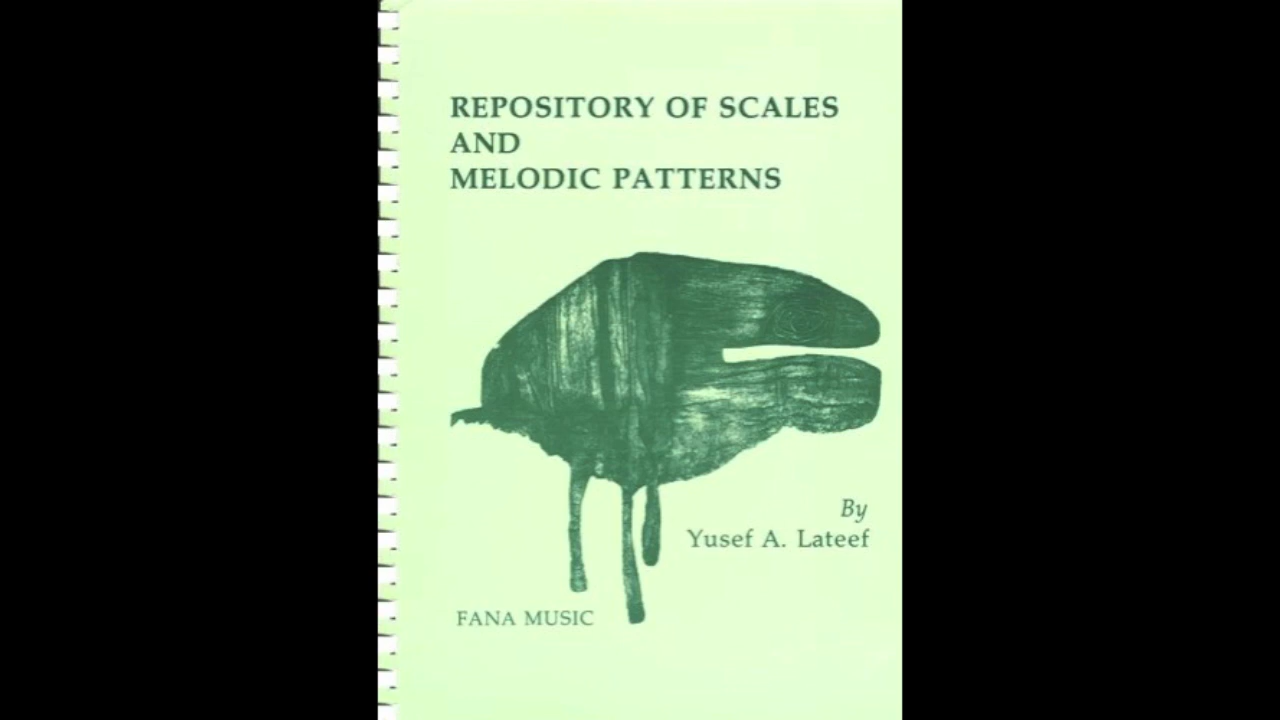 REPOSITORY OF SCALES
AND
MELODIC PATTERNS
By
Yusef A. Lateef
FANA MUSIC